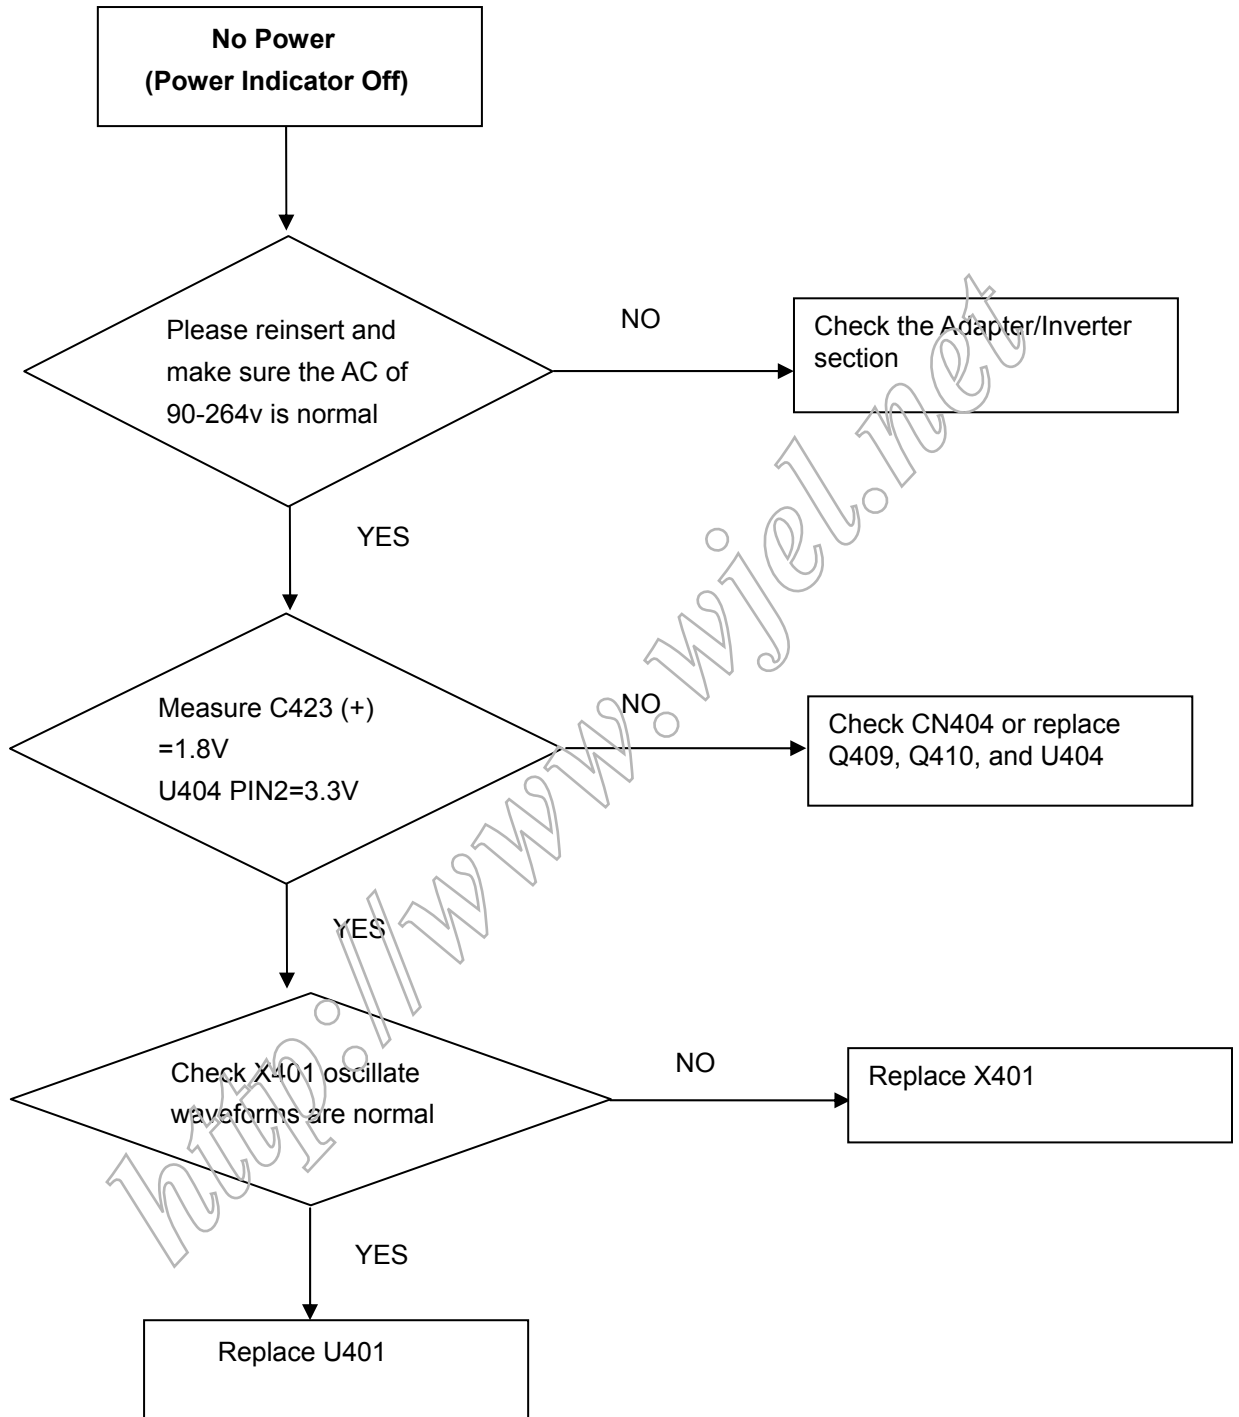 No Power
(Power Indicator Off)
Please reinsert and
make sure the AC of
90-264v is normal
NO
Check the Adapter/Inverter
section
YES
Measure C423 (+)
=1.8V
U404 PIN2=3.3V
NO
Check CN404 or replace
Q409, Q410, and U404
YES
Check X401 oscillate
waveforms are normal
NO
Replace X401
YES
Replace U401
http://www.wjel.net